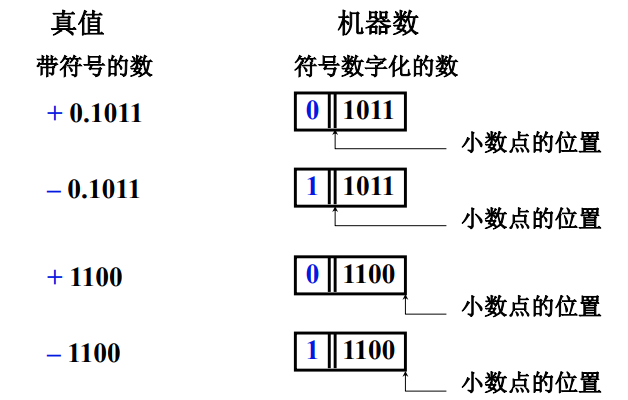 真值 机器数
带符号的数 符号数字化的数
+ 0.1011 0 1011
小数点的位置
– 0.1011 1 1011
小数点的位置
+ 1100 0 1100
小数点的位置
– 1100 1 1100
小数点的位置